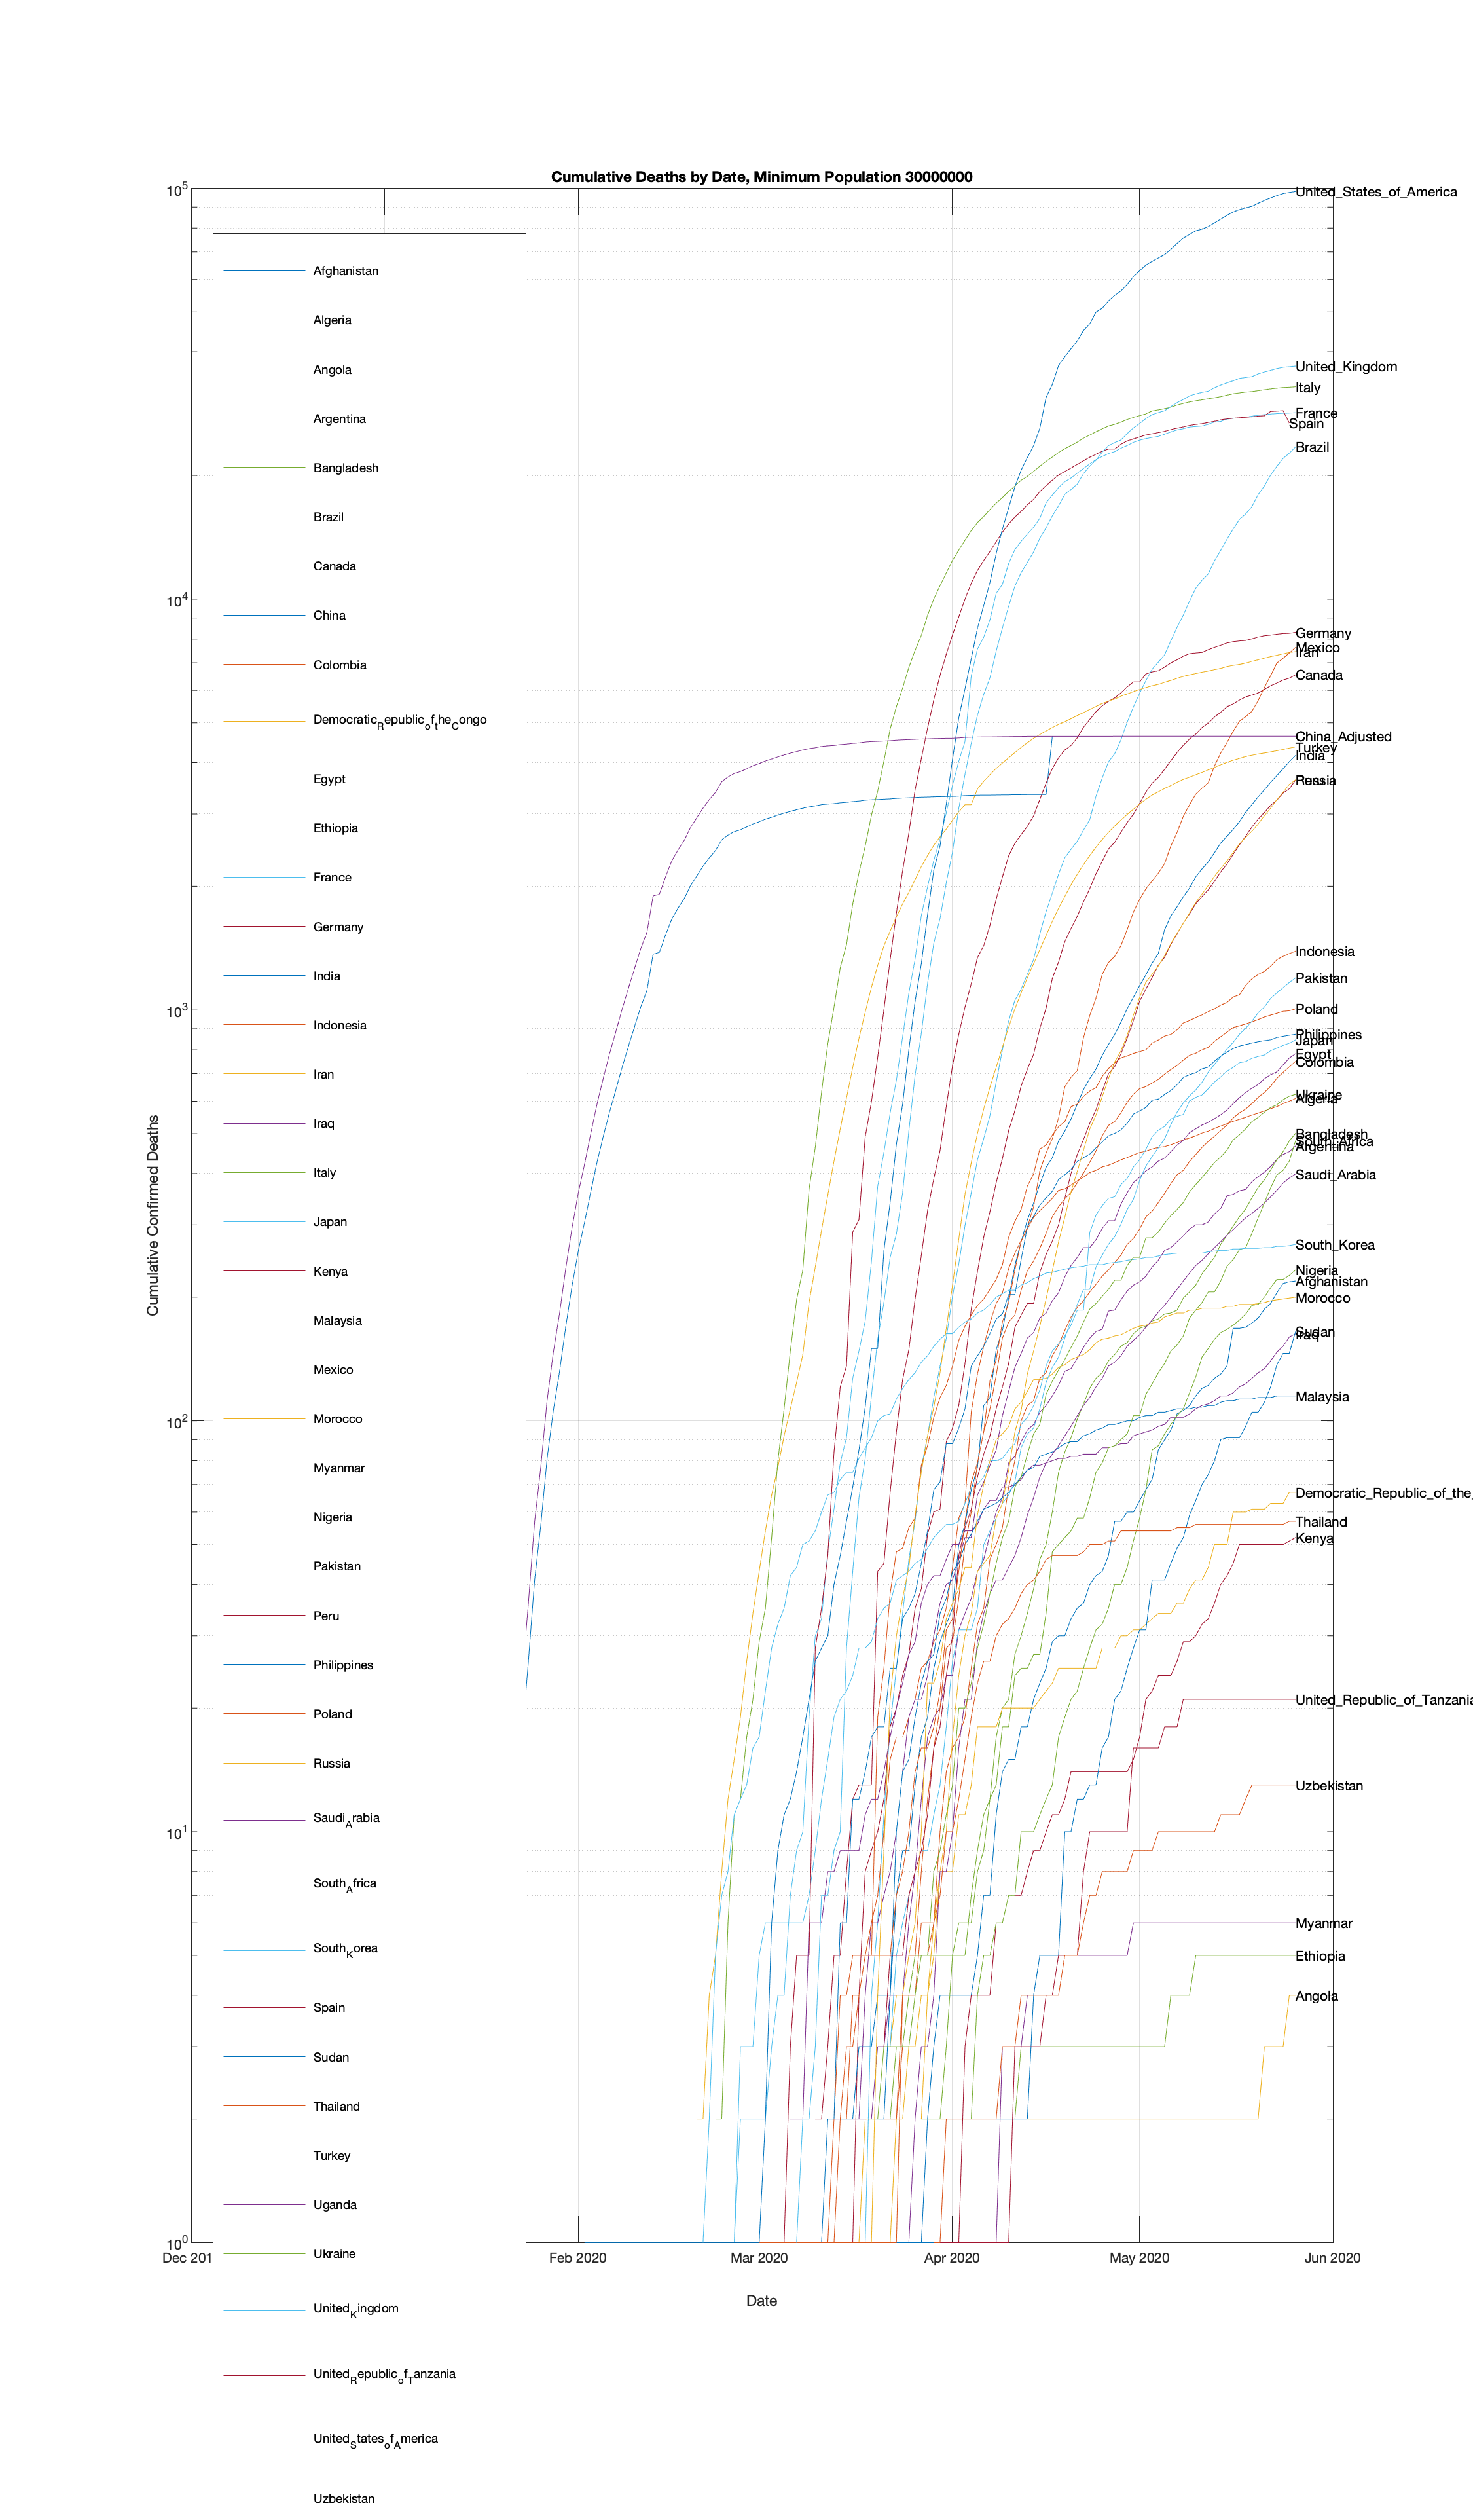 Cumulative Deaths by Date, Minimum Population 30000000
10^5
10^4
10^3
10^2
10^1
10^0
Cumulative Confirmed Deaths
Afghanistan
Algeria
Angola
Argentina
Bangladesh
Brazil
Canada
China
Colombia
Democratic_Republic_of_the_Congo
Egypt
Ethiopia
France
Germany
India
Indonesia
Iran
Iraq
Italy
Japan
Kenya
Malaysia
Mexico
Morocco
Myanmar
Nigeria
Pakistan
Peru
Philippines
Poland
Russia
Saudi_Arabia
South_Africa
South_Korea
Spain
Sudan
Thailand
Turkey
Uganda
Ukraine
United_Kingdom
United_Republic_of_Tanzania
United_States_of_America
Uzbekistan
United_States_of_America
United_Kingdom
Italy
France
Spain
Brazil
Germany
Mexico
Iran
Canada
China_Adjusted
Turkey
India
Russia
Indonesia
Pakistan
Poland
Philippines
Japan
Egypt
Colombia
Ukraine
Algeria
Bangladesh
South_Africa
Argentina
Saudi_Arabia
South_Korea
Nigeria
Afghanistan
Morocco
Sudan
Iraq
Malaysia
Democratic_Republic_of_the_
Thailand
Kenya
United_Republic_of_Tanzania
Uzbekistan
Myanmar
Ethiopia
Angola
Dec 201
Feb 2020
Mar 2020
Apr 2020
May 2020
Jun 2020
Date